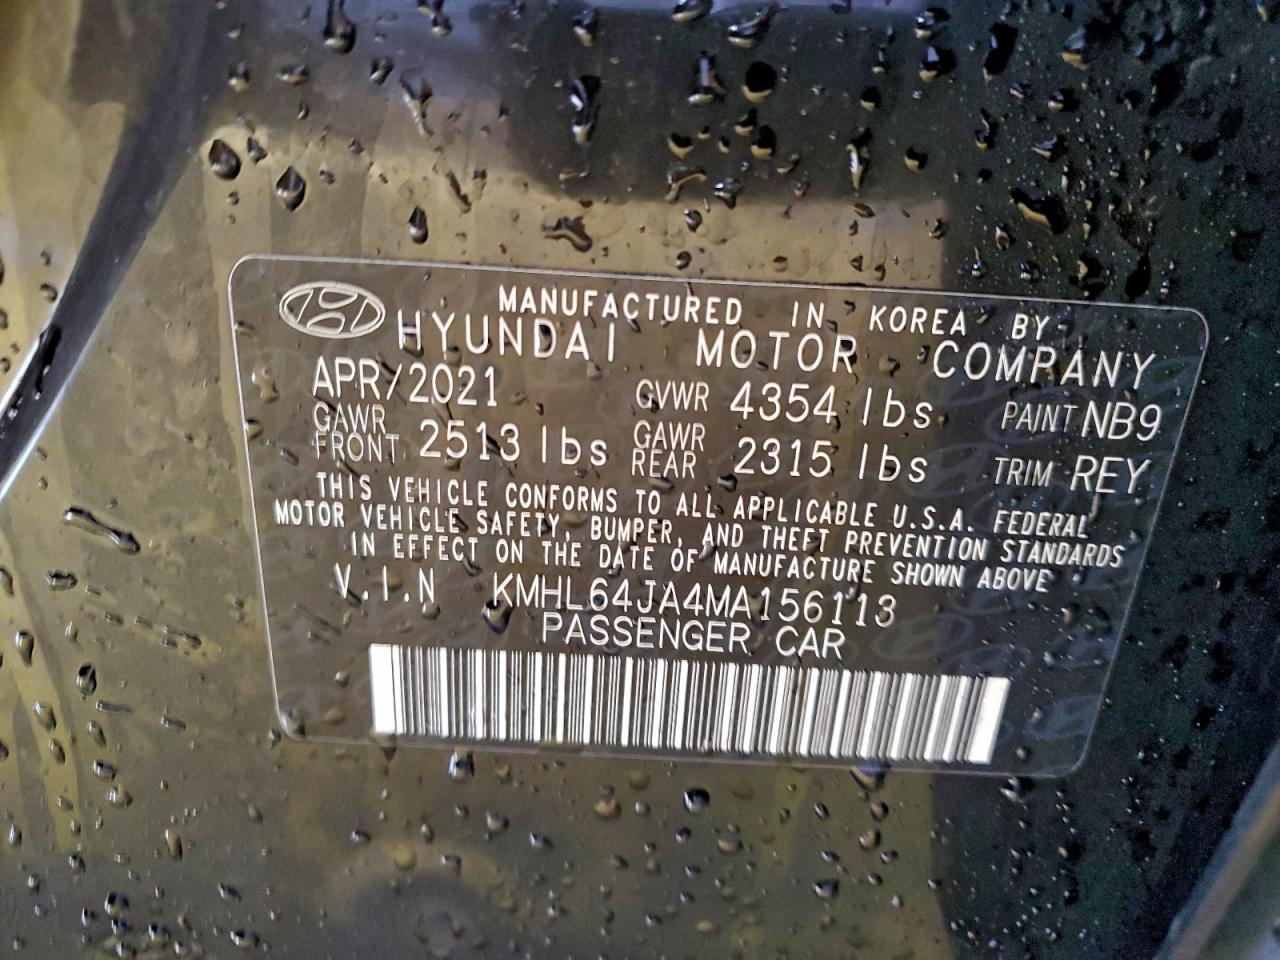 MANUFACTURED IN KOREA BY
HYUNDAI MOTOR COMPANY
APR/2021 GVWR 4354 lbs PAINT NB9
GAWR FRONT 2513 lbs GAWR REAR 2315 lbs TRIM REY
THIS VEHICLE CONFORMS TO ALL APPLICABLE U.S.A. FEDERAL
MOTOR VEHICLE SAFETY, BUMPER, AND THEFT PREVENTION STANDARDS
IN EFFECT ON THE DATE OF MANUFACTURE SHOWN ABOVE
V.I.N KMHL64JA4MA156113
PASSENGER CAR